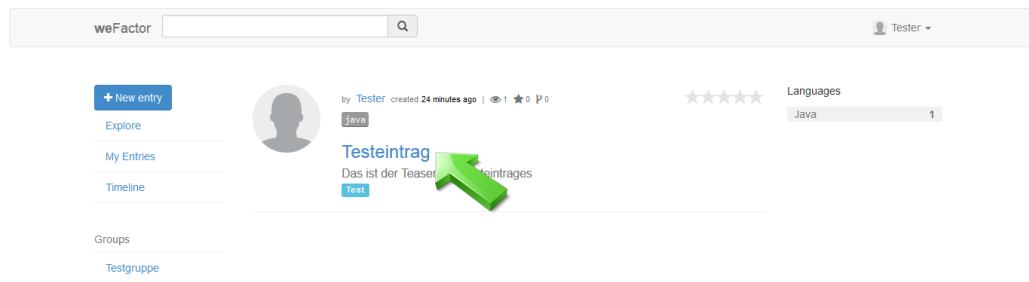 weFactor
Tester
+ New entry
Explore
My Entries
Timeline
Groups
Testgruppe
by Tester created 24 minutes ago | 1 0 0
java
Testeintrag
Das ist der Teaser teintrages
Test
Languages
Java 1